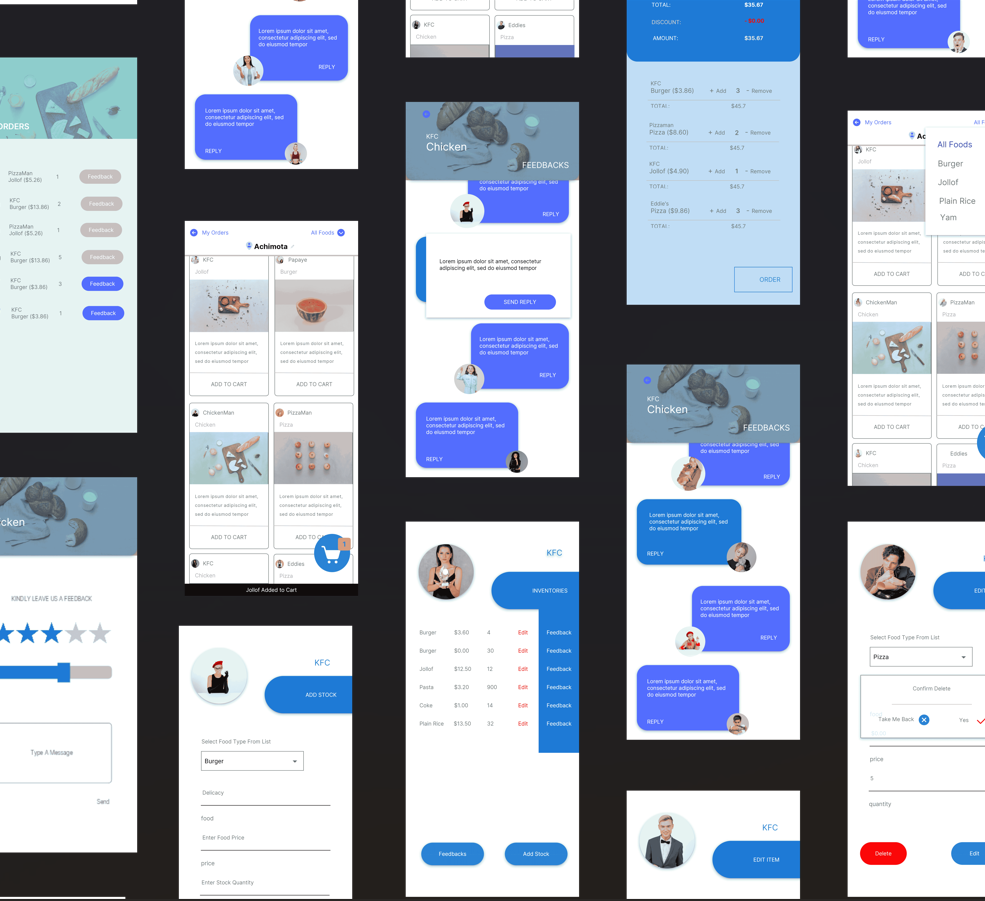 ORDERS
PizzaMan
Jollof ($5.26) 1 Feedback
KFC
Burger ($13.86) 2 Feedback
PizzaMan
Jollof ($5.26) 1 Feedback
KFC
Burger ($13.86) 5 Feedback
KFC
Burger ($3.86) 3 Feedback
KFC
Burger ($3.86) 1 Feedback
cken
KINDLY LEAVE US A FEEDBACK
Type A Message
Send
Lorem ipsum dolor sit amet,
consectetur adipiscing elit, sed
do eiusmod tempor
REPLY
Lorem ipsum dolor sit amet,
consectetur adipiscing elit, sed
do eiusmod tempor
REPLY
My Orders All Foods
Achimota
KFC
Jollof
Papaye
Burger
Lorem ipsum dolor sit amet,
consectetur adipiscing elit,
sed do eiusmod tempor
ADD TO CART
Lorem ipsum dolor sit amet,
consectetur adipiscing elit,
sed do eiusmod tempor
ADD TO CART
ChickenMan
Chicken
PizzaMan
Pizza
Lorem ipsum dolor sit amet,
consectetur adipiscing elit,
sed do eiusmod tempor
ADD TO CART
Lorem ipsum dolor sit amet,
consectetur adipiscing elit,
sed do eiusmod tempor
ADD TO C
1
KFC
Chicken
Eddies
Pizza
Jollof Added to Cart
KFC
ADD STOCK
Select Food Type From List
Burger
Delicacy
food
Enter Food Price
price
Enter Stock Quantity
KFC
Chicken
Eddies
Pizza
KFC
Chicken
FEEDBACKS
consectetur adipiscing elit, sed
do eiusmod tempor
REPLY
Lorem ipsum dolor sit amet, consectetur
adipiscing elit, sed do eiusmod tempor
SEND REPLY
Lorem ipsum dolor sit amet,
consectetur adipiscing elit, sed
do eiusmod tempor
REPLY
Lorem ipsum dolor sit amet,
consectetur adipiscing elit, sed
do eiusmod tempor
REPLY
KFC
INVENTORIES
Burger $3.60 4 Edit Feedback
Burger $0.00 30 Edit Feedback
Jollof $12.50 12 Edit Feedback
Pasta $3.20 900 Edit Feedback
Coke $1.00 14 Edit Feedback
Plain Rice $13.50 32 Edit Feedback
Feedbacks Add Stock
TOTAL: $35.67
DISCOUNT: - $0.00
AMOUNT: $35.67
KFC
Burger ($3.86) + Add 3 - Remove
TOTAL: $45.7
Pizzaman
Pizza ($8.60) + Add 2 - Remove
TOTAL: $45.7
KFC
Jollof ($4.90) + Add 1 - Remove
TOTAL: $45.7
Eddie's
Pizza ($9.86) + Add 3 - Remove
TOTAL: $45.7
ORDER
KFC
Chicken
FEEDBACKS
consectetur adipiscing elit, sed
do eiusmod tempor
REPLY
Lorem ipsum dolor sit amet,
consectetur adipiscing elit, sed
do eiusmod tempor
REPLY
Lorem ipsum dolor sit amet,
consectetur adipiscing elit, sed
do eiusmod tempor
REPLY
Lorem ipsum dolor sit amet,
consectetur adipiscing elit, sed
do eiusmod tempor
REPLY
KFC
EDIT ITEM
do eiusmod tempor
REPLY
My Orders All F
Ac
All Foods
Burger
Jollof
Plain Rice
Yam
KFC
Jollof
Lorem ipsum dolor sit amet,
consectetur adipiscing elit,
sed do eiusmod tempor
ADD TO CART
Lorem ipsum dolo
consectetur adip
sed do eiusmod
ADD TO
ChickenMan
Chicken
PizzaMan
Pizza
Lorem ipsum dolor sit amet,
consectetur adipiscing elit,
sed do eiusmod tempor
ADD TO CART
Lorem ipsum dolo
consectetur adip
sed do eiusmod
ADD TO C
KFC
Chicken
Eddies
Pizza
EDI
Select Food Type From List
Pizza
Confirm Delete
Take Me Back Yes
price
5
quantity
Delete Edit